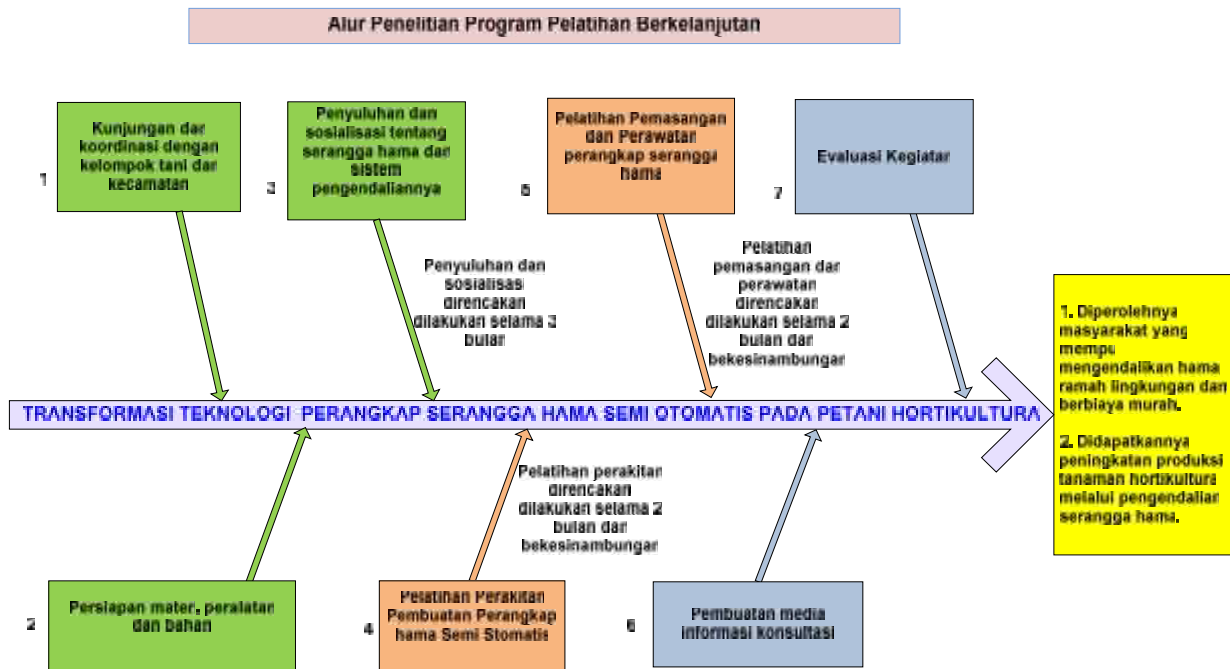 Alur Penelitian Program Pelatihan Berkelanjutan
1
Kunjungan dan
koordinasi dengan
kelompok tani dan
kecamatan
3
Penyuluhan dan
sosialisasi tentang
serangga hama dan
sistem
pengendaliannya
5
Pelatihan Pemasangan
dan Perawatan
perangkap serangga
hama
7
Evaluasi Kegiatan
Penyuluhan dan
sosialisas
direncakan
dilakukan selama 3
bulan
Pelatihan
pemasangan dan
perawatan
direncakan
dilakukan selama 2
bulan dan
bekesinambungan
TRANSFORMASI TEKNOLOGI PERANGKAP SERANGGA HAMA SEMI OTOMATIS PADA PETANI HORTIKULTURA
1. Diperolehnya
masyarakat yang
mempu
mengendalikan hama
ramah lingkungan dan
berbiaya murah.
2. Didapatkannya
peningkatan produksi
tanaman hortikultura
melalui pengendalian
serangga hama.
Pelatihan perakitan
direncakan
dilakukan selama 2
bulan dan
bekesinambungan
2
Persiapan materi, peralatan
dan bahan
4
Pelatihan Perakitan
Pembuatan Perangkap
hama Semi Stomatis
6
Pembuatan media
informasi konsultasi